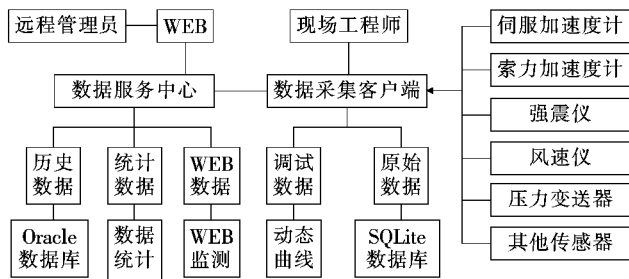 远程管理员
WEB
现场工程师
伺服加速度计
数据服务中心
数据采集客户端
索力加速度计
强震仪
风速仪
压力变送器
其他传感器
历史
数据
统计
数据
WEB
数据
调试
数据
原始
数据
Oracle
数据库
数据
统计
WEB
监测
动态
曲线
SQLite
数据库